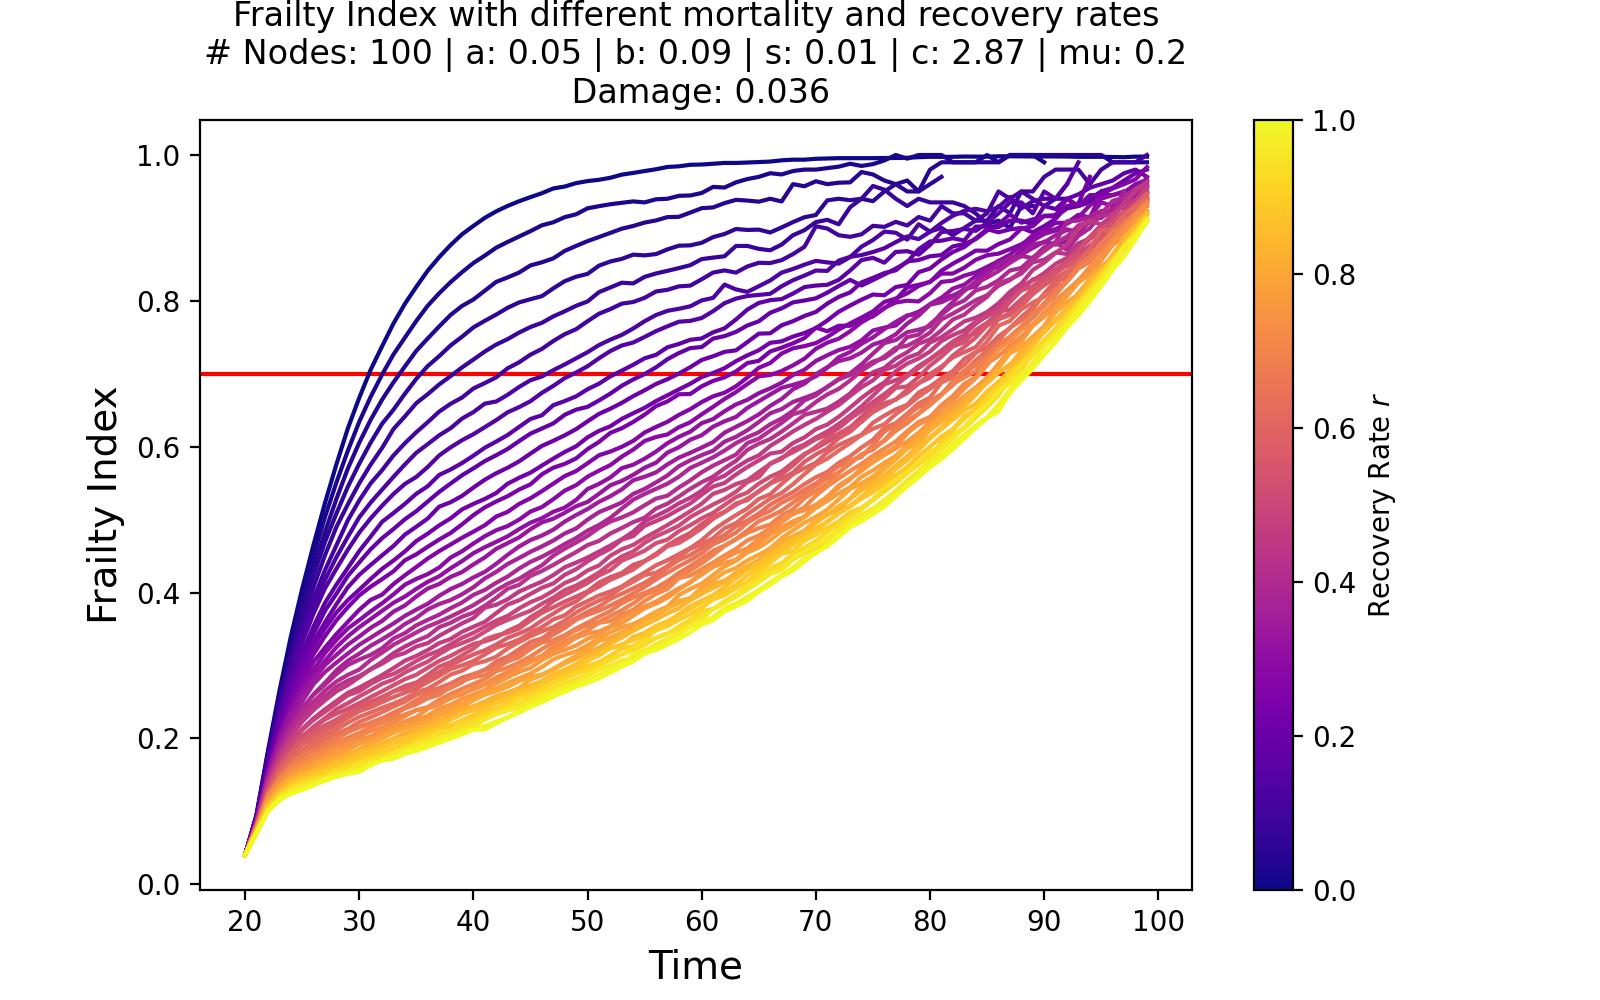 Frailty Index with different mortality and recovery rates
# Nodes: 100 | a: 0.05 | b: 0.09 | s: 0.01 | c: 2.87 | mu: 0.2
Damage: 0.036
1.0
0.8
0.6
0.4
0.2
0.0
Frailty Index
20 30 40 50 60 70 80 90 100
Time
1.0
0.8
0.6
0.4
0.2
0.0
Recovery Rate r